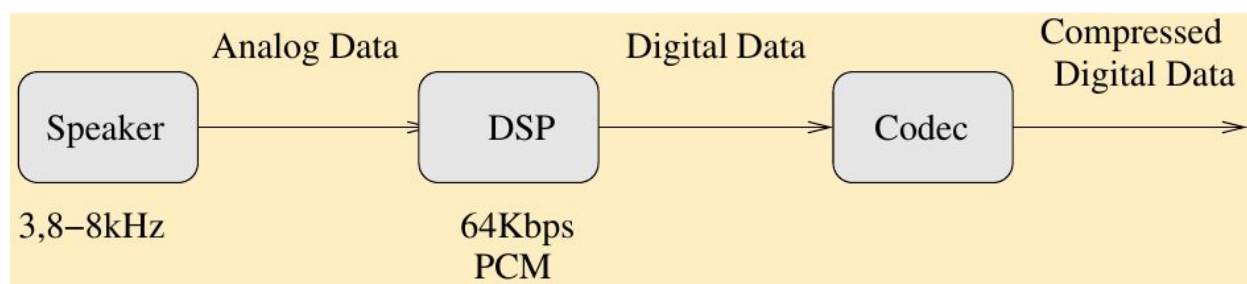 Analog Data
Digital Data
Compressed
Digital Data
Speaker
DSP
Codec
3,8−8kHz
64Kbps
PCM